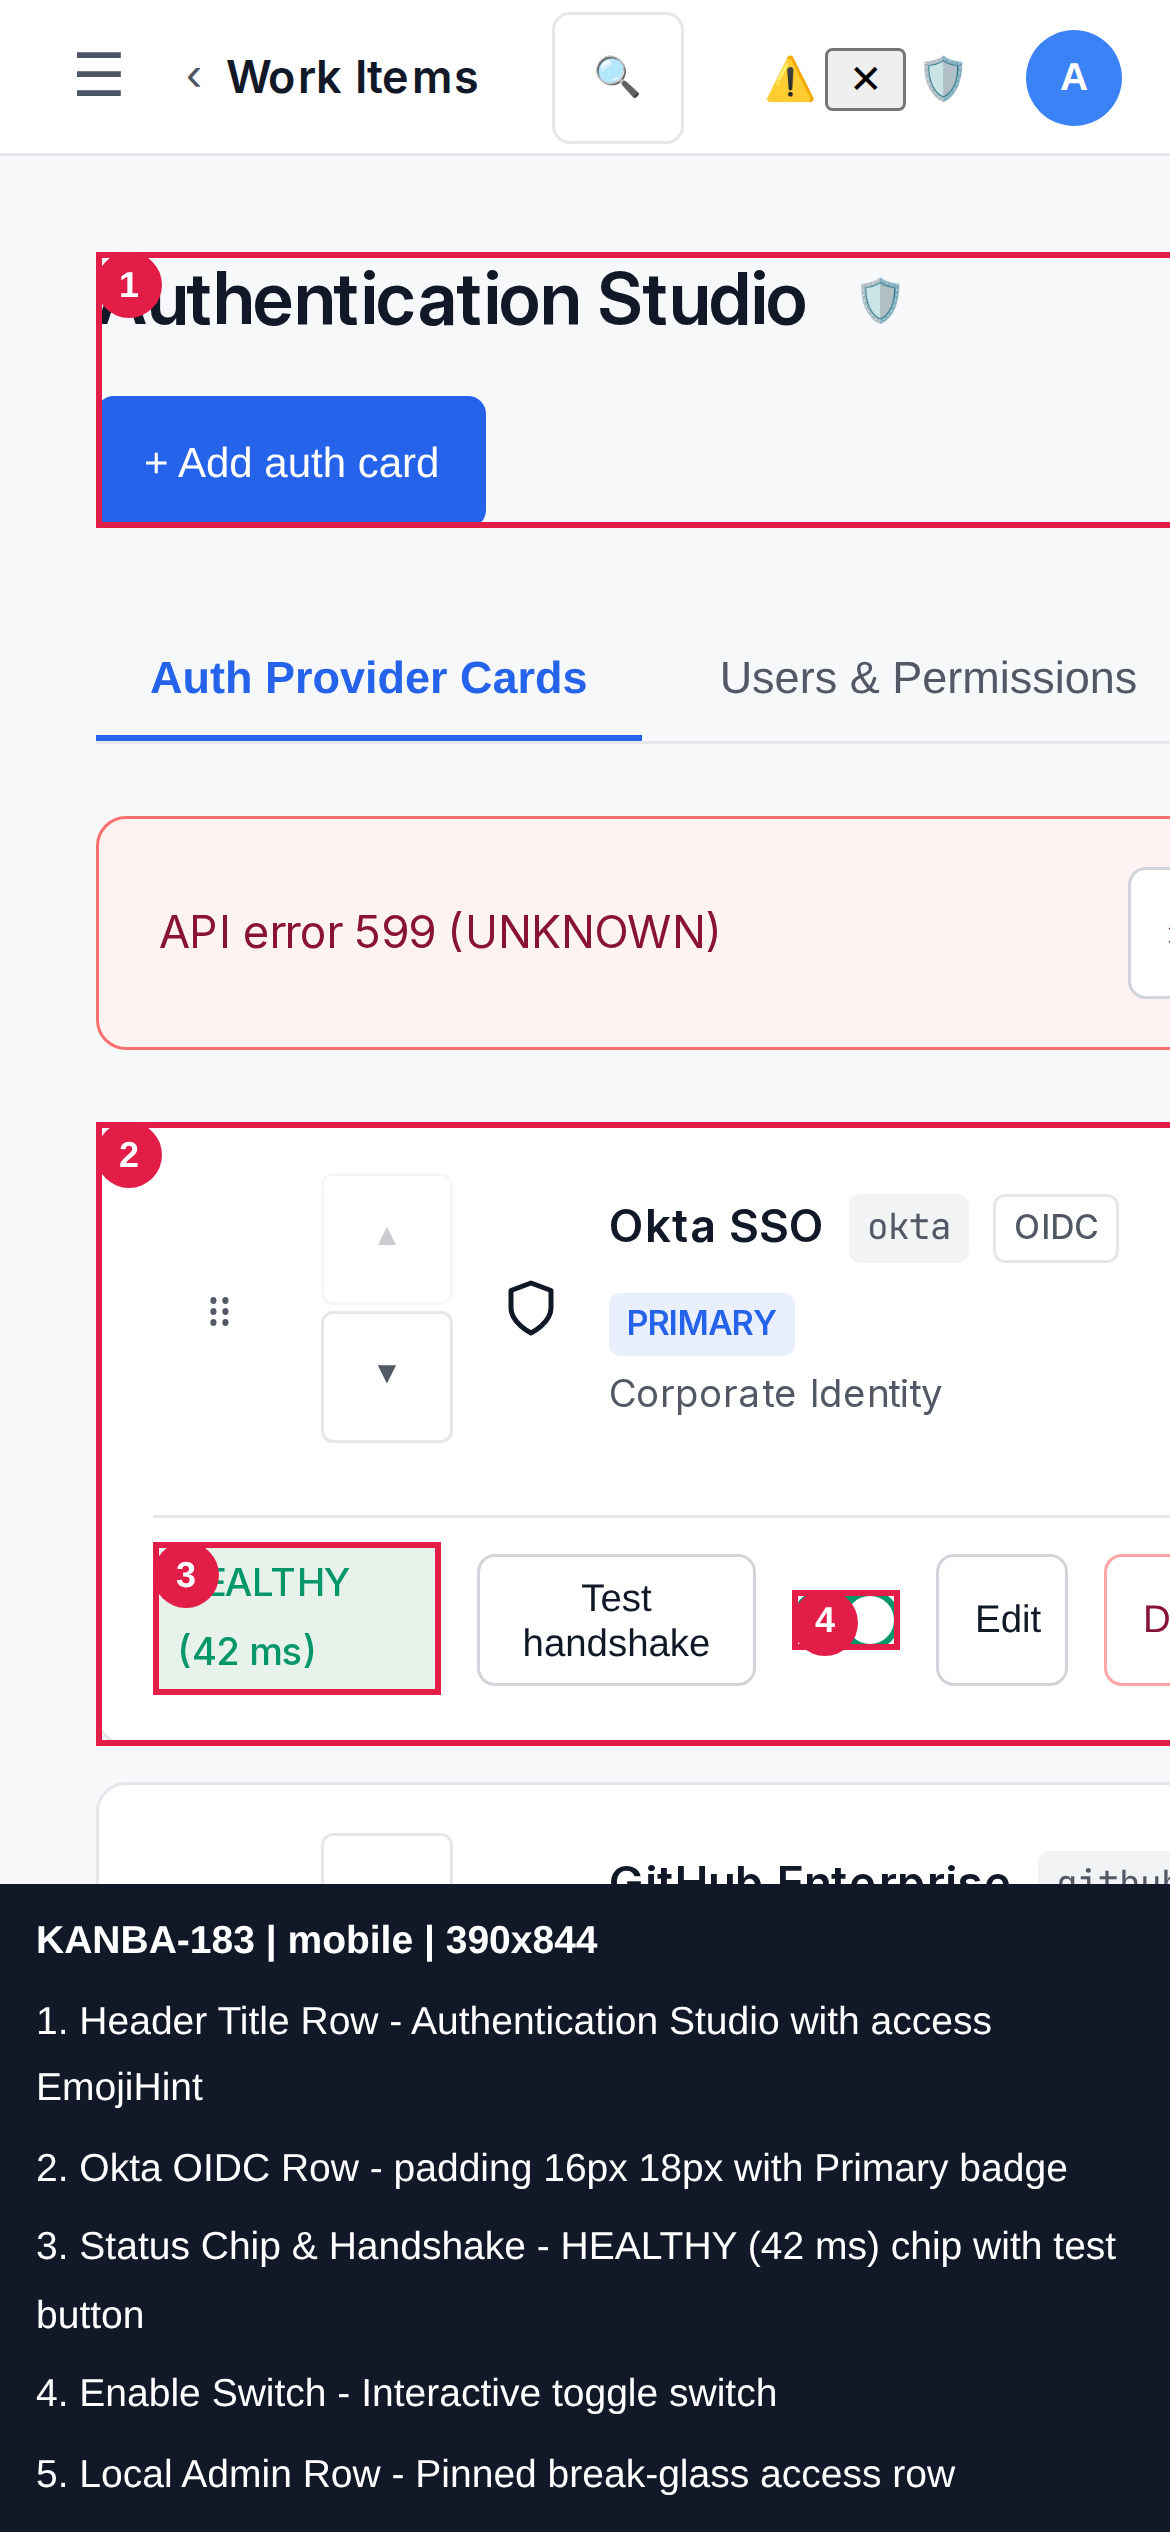 ‹ Work Items
A
1
uthentication Studio
+ Add auth card
Auth Provider Cards
Users & Permissions
API error 599 (UNKNOWN)
2
Okta SSO okta OIDC
PRIMARY
Corporate Identity
3
EALTHY
(42 ms)
Test
handshake
4
Edit
D
GitHub Enterprise github
KANBA-183 | mobile | 390x844
1. Header Title Row - Authentication Studio with access
EmojiHint
2. Okta OIDC Row - padding 16px 18px with Primary badge
3. Status Chip & Handshake - HEALTHY (42 ms) chip with test
button
4. Enable Switch - Interactive toggle switch
5. Local Admin Row - Pinned break-glass access row